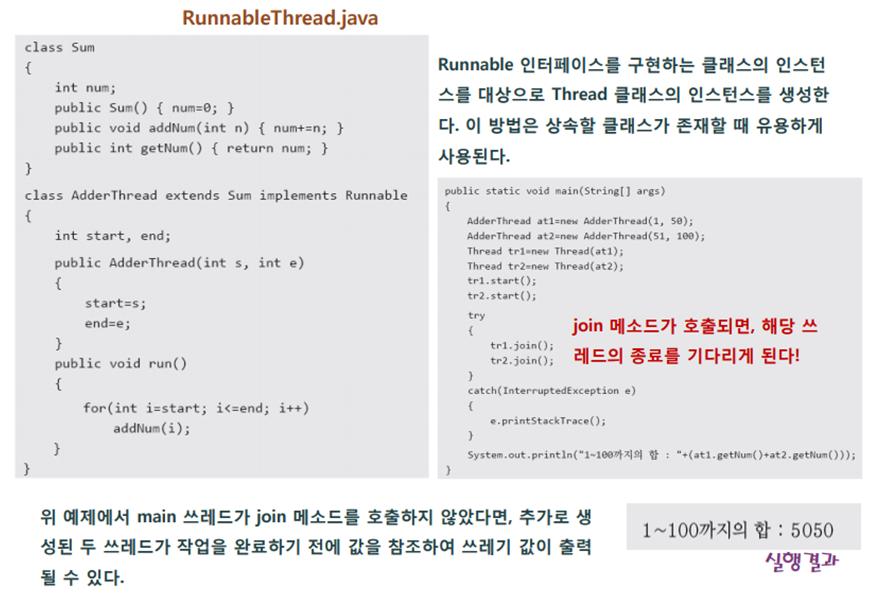 RunnableThread.java
class Sum
{
int num;
public Sum() { num=0; }
public void addNum(int n) { num+=n; }
public int getNum() { return num; }
}
class AdderThread extends Sum implements Runnable
{
int start, end;
public AdderThread(int s, int e)
{
start=s;
end=e;
}
public void run()
{
for(int i=start; i<=end; i++)
addNum(i);
}
}
Runnable 인터페이스를 구현하는 클래스의 인스턴
스를 대상으로 Thread 클래스의 인스턴스를 생성한
다. 이 방법은 상속할 클래스가 존재할 때 유용하게
사용된다.
public static void main(String[] args)
{
AdderThread at1=new AdderThread(1, 50);
AdderThread at2=new AdderThread(51, 100);
Thread tr1=new Thread(at1);
Thread tr2=new Thread(at2);
tr1.start();
tr2.start();
try
{
tr1.join();
tr2.join();
}
catch(InterruptedException e)
{
e.printStackTrace();
}
System.out.println("1~100까지의 합 : "+(at1.getNum()+at2.getNum()));
}
join 메소드가 호출되면, 해당 쓰
레드의 종료를 기다리게 된다!
위 예제에서 main 쓰레드가 join 메소드를 호출하지 않았다면, 추가로 생
성된 두 쓰레드가 작업을 완료하기 전에 값을 참조하여 쓰레기 값이 출력
될 수 있다.
1~100까지의 합 : 5050
실행결과